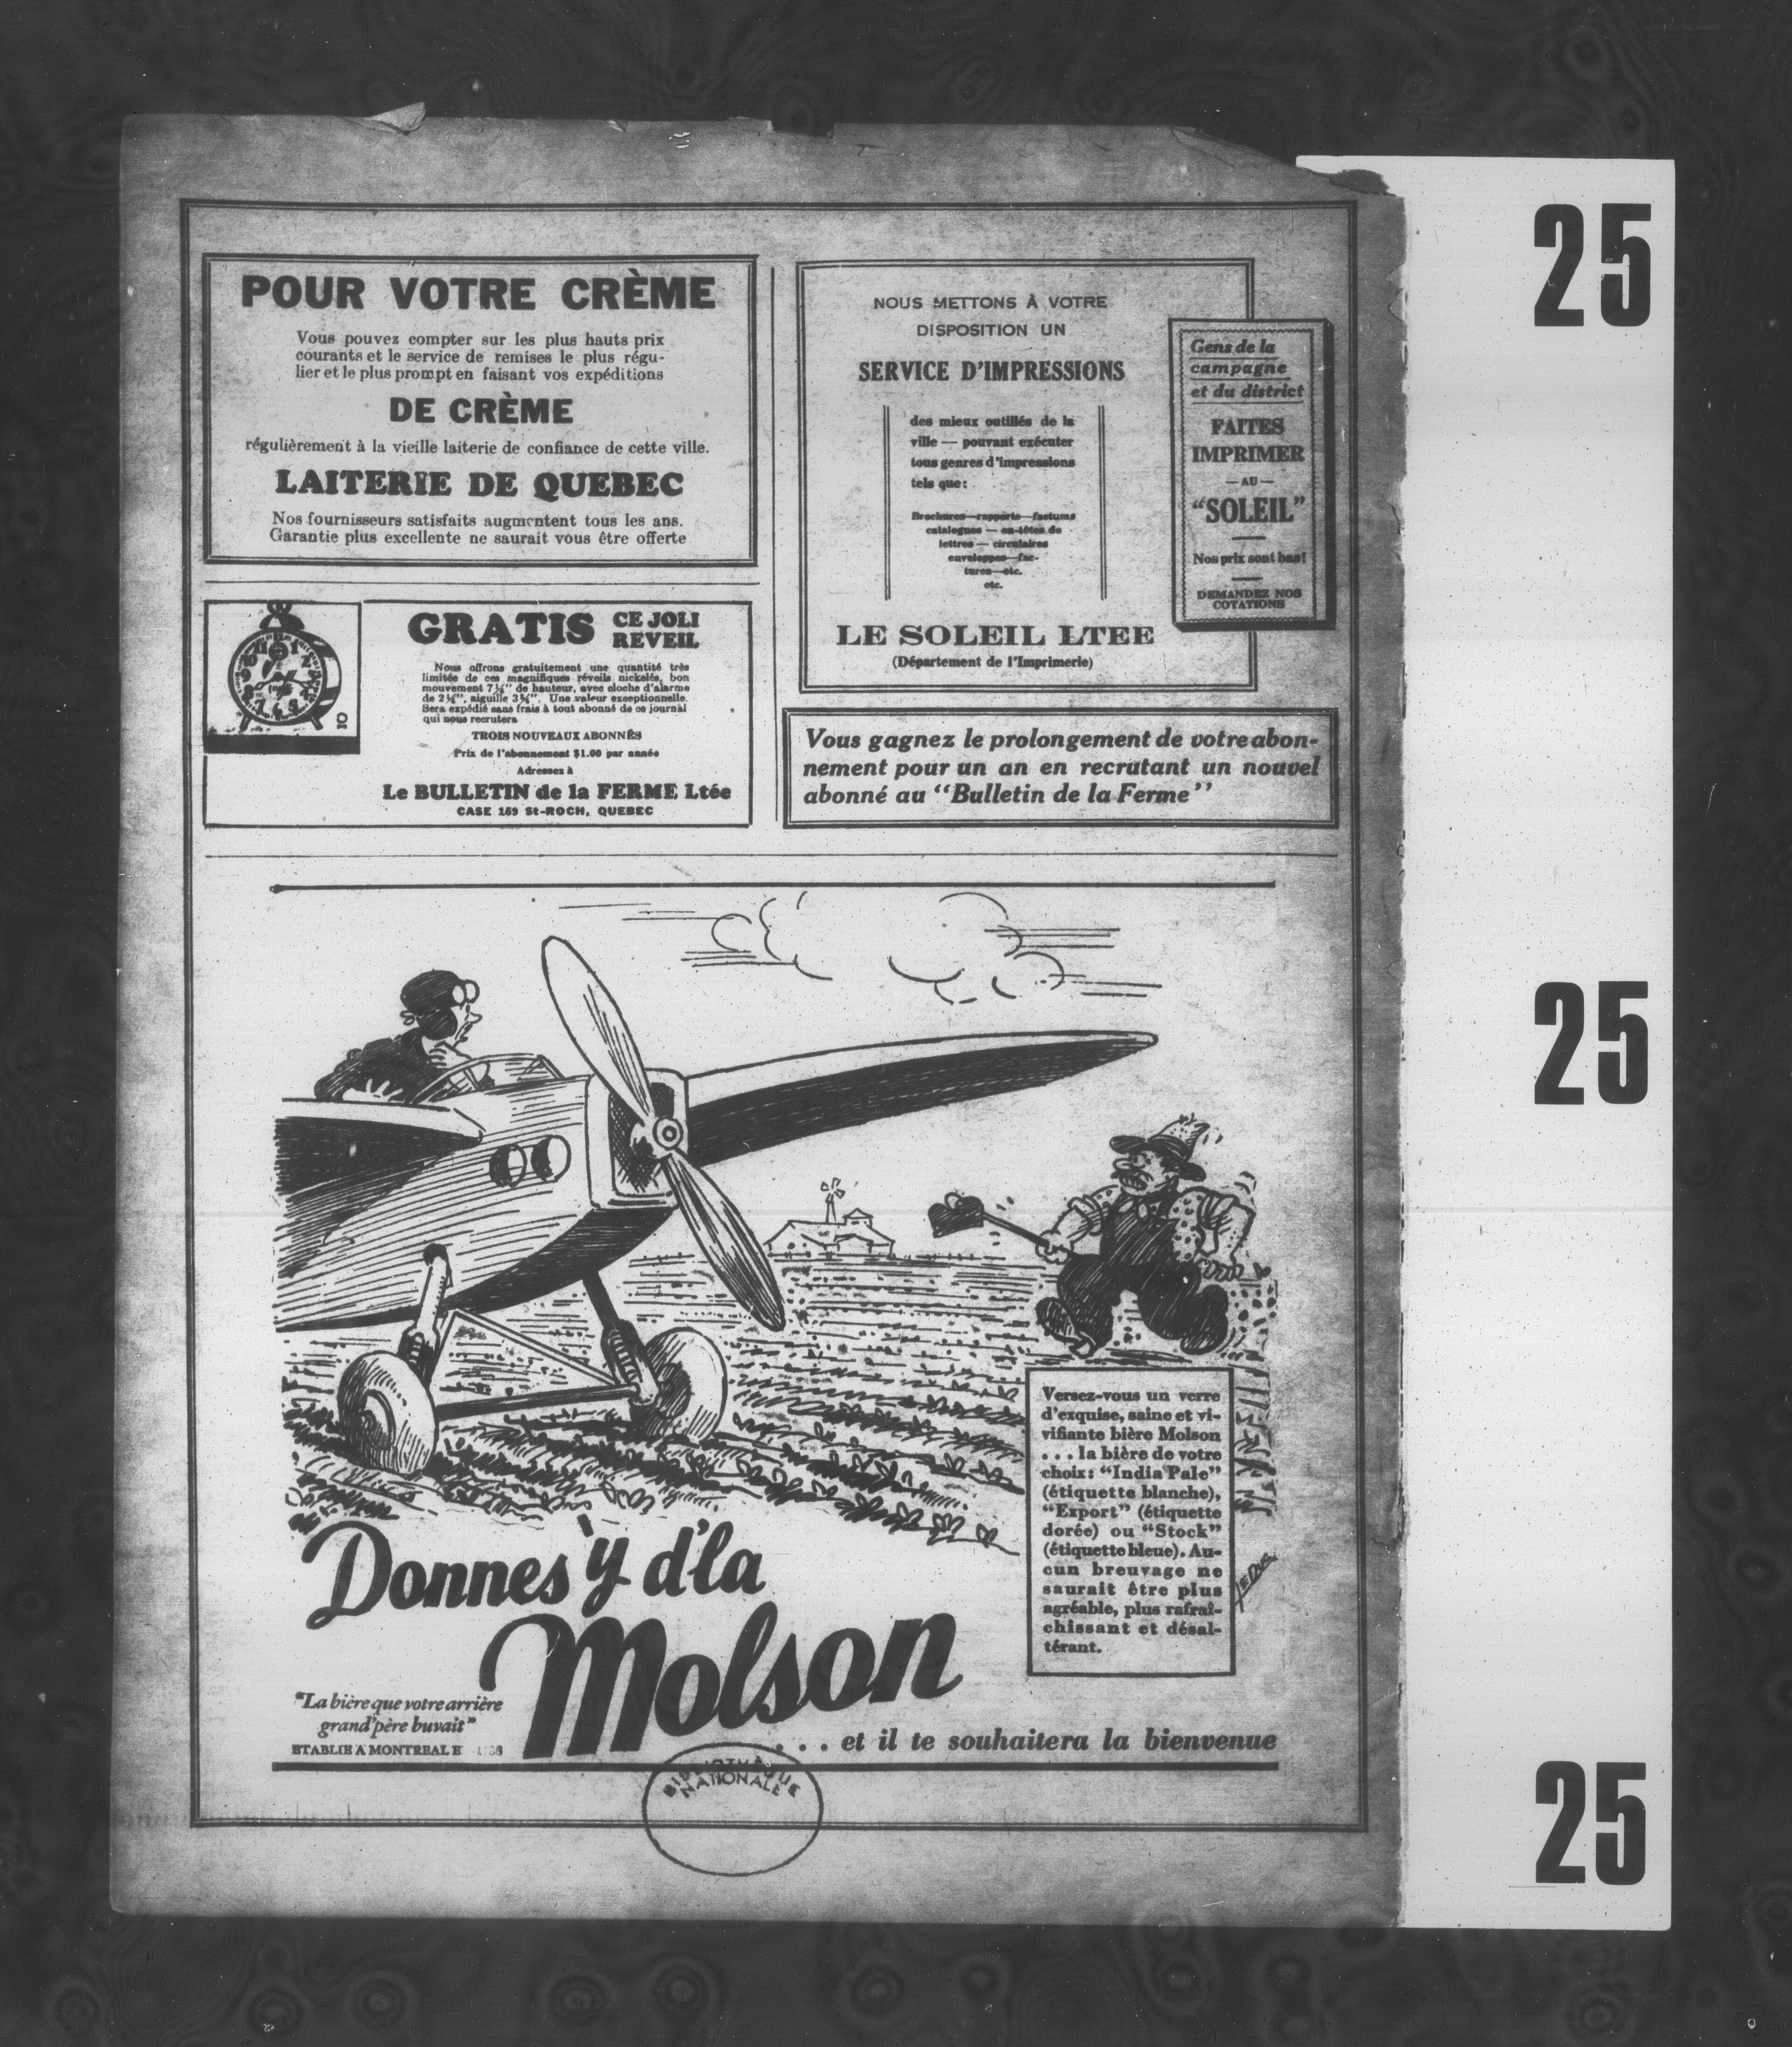 POUR VOTRE CRÈME
Vous pouvez compter sur les plus hauts prix
courants et le service de remises le plus régu-
lier et le plus prompt en faisant vos expéditions
DE CRÈME
régulièrement à la vieille laiterie de confiance de cette ville.
LAITERIE DE QUEBEC
Nos fournisseurs satisfaits augmentent tous les ans.
Garantie plus excellente ne saurait vous être offerte
GRATIS CE JOLI
REVEIL
Nous offrons gratuitement une quantité très
limitée de ces magnifiques réveils nickelés, bon
mouvement 7¼" de hauteur, avec cloche d'alarme
de 2¼", aiguille 3¾". Une valeur exceptionnelle.
Sera expédié sans frais à tout abonné de ce journal
qui nous recrutera
TROIS NOUVEAUX ABONNÉS
Prix de l'abonnement $1.00 par année
Adressez à
Le BULLETIN de la FERME Ltée
CASE 159 St-ROCH, QUEBEC
NOUS METTONS À VOTRE
DISPOSITION UN
SERVICE D'IMPRESSIONS
des mieux outillés de la
ville — pouvant exécuter
tous genres d'impressions
tels que:
Brochures—rapports—factums
catalogues — en-têtes de
lettres — circulaires
enveloppes—fac-
tures—etc.
etc.
LE SOLEIL LTEE
(Département de l'Imprimerie)
Gens de la
campagne
et du district
FAITES
IMPRIMER
—AU—
"SOLEIL"
Nos prix sont bas!
DEMANDEZ NOS
COTATIONS
Vous gagnez le prolongement de votre abon-
nement pour un an en recrutant un nouvel
abonné au "Bulletin de la Ferme"
Versez-vous un verre
d'exquise, saine et vi-
vifiante bière Molson
...la bière de votre
choix: "India Pale"
(étiquette blanche),
"Export" (étiquette
dorée) ou "Stock"
(étiquette bleue). Au-
cun breuvage ne
saurait être plus
agréable, plus rafraî-
chissant et désal-
térant.
Donnes'y d'la
Molson
"La bière que votre arrière
grand'père buvait"
ETABLIE A MONTREAL E
... et il te souhaitera la bienvenue
BIBLIOTHÈQUE
NATIONALE
25
25
25